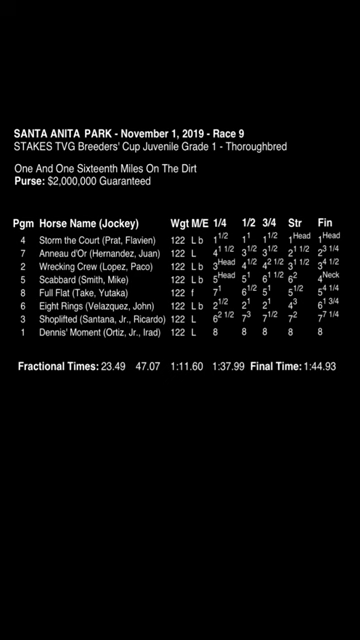 SANTA ANITA PARK - November 1, 2019 - Race 9
STAKES TVG Breeders' Cup Juvenile Grade 1 - Thoroughbred
One And One Sixteenth Miles On The Dirt
Purse: $2,000,000 Guaranteed
Pgm Horse Name (Jockey) Wgt M/E 1/4 1/2 3/4 Str Fin
4 Storm the Court (Prat, Flavien) 122 L b 1 1/2 1 1 1 1/2 1 Head 1 Head
7 Anneau d'Or (Hernandez, Juan) 122 L 4 1 1/2 3 1/2 3 1/2 2 1 1/2 2 3 1/4
2 Wrecking Crew (Lopez, Paco) 122 L b 3 Head 4 1/2 4 2 1/2 3 1 1/2 3 4 1/2
5 Scabbard (Smith, Mike) 122 L b 5 Head 5 1 6 1 6 2 4 Neck
8 Full Flat (Take, Yutaka) 122 f 7 1 6 1/2 5 1 5 1/2 5 4 1/4
6 Eight Rings (Velazquez, John) 122 L b 2 1/2 2 1 2 1 4 3 6 1 3/4
3 Shoplifted (Santana, Jr., Ricardo) 122 L 6 2 1/2 7 3 7 1/2 7 2 7 7 1/4
1 Dennis' Moment (Ortiz, Jr., Irad) 122 L 8 8 8 8 8
Fractional Times: 23.49 47.07 1:11.60 1:37.99 Final Time: 1:44.93